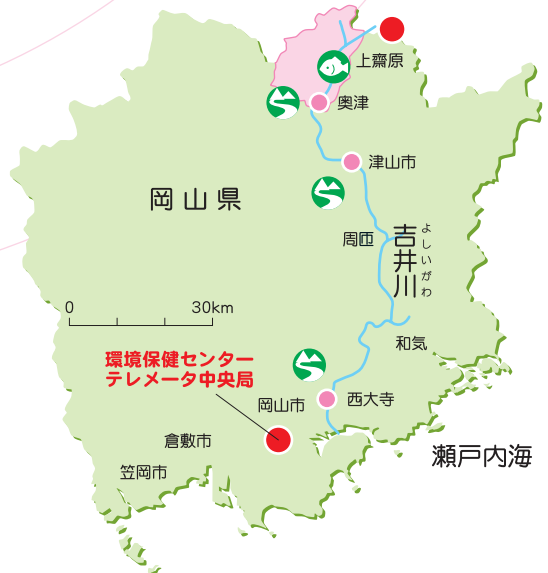 上齋原
奥津
津山市
岡山県
周匝
吉井川
よしいがわ
0 30km
和気
環境保健センター
テレメータ中央局
岡山市
西大寺
倉敷市
瀬戸内海
笠岡市